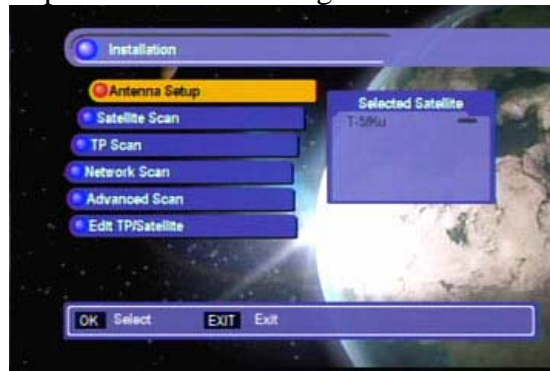 Installation
Antenna Setup
Satellite Scan
TP Scan
Network Scan
Advanced Scan
Edit TP/Satellite
Selected Satellite
OK Select EXIT Exit